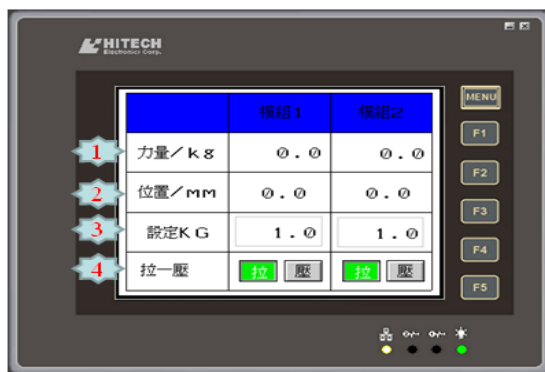 HITECH
Electronics Corp.
MENU
模組1 模組2
F1
1 力量/kg 0.0 0.0
F2
2 位置/MM 0.0 0.0
F3
3 設定KG 1.0 1.0
F4
4 拉一壓 拉 壓 拉 壓
F5